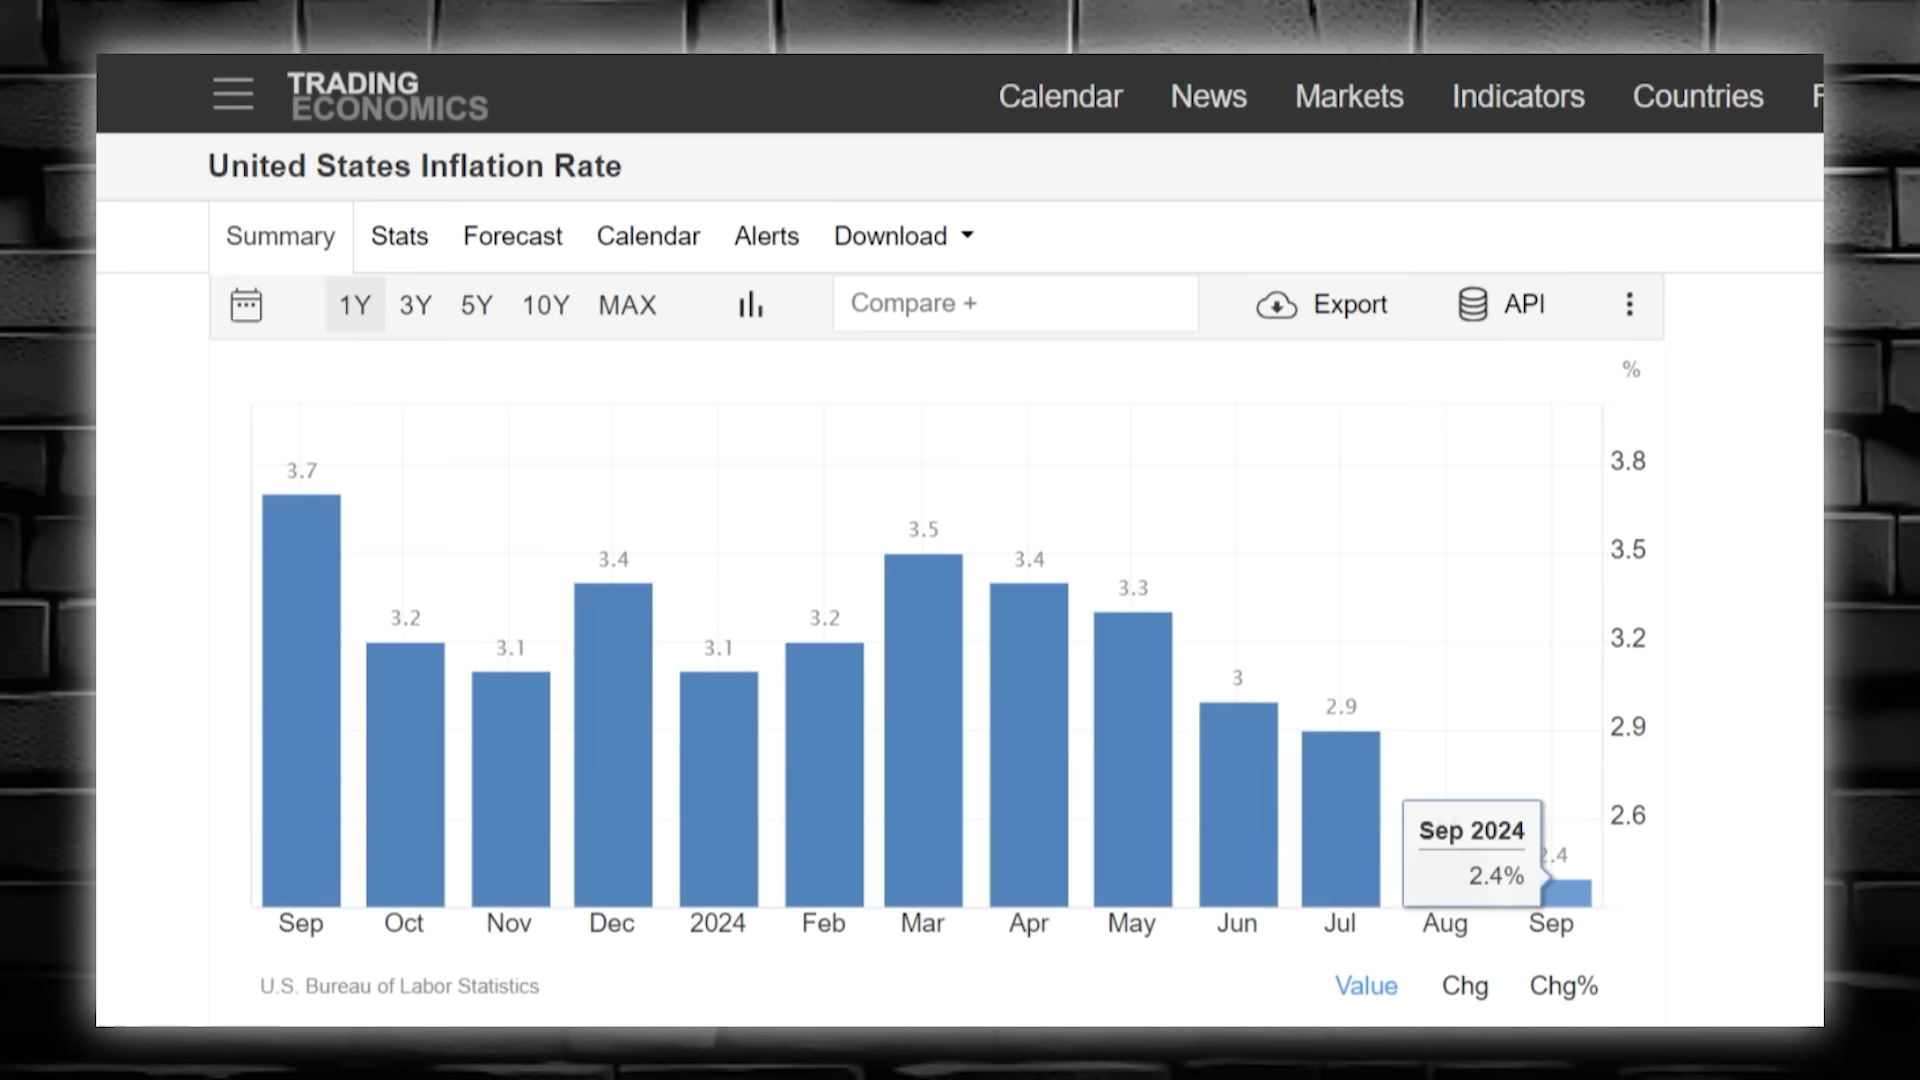 TRADING
ECONOMICS
Calendar News Markets Indicators Countries
United States Inflation Rate
Summary Stats Forecast Calendar Alerts Download
1Y 3Y 5Y 10Y MAX Compare + Export API
%
3.8
3.5
3.2
2.9
2.6
3.7
3.2
3.1
3.4
3.1
3.2
3.5
3.4
3.3
3
2.9
Sep 2024
2.4%
.4
Sep Oct Nov Dec 2024 Feb Mar Apr May Jun Jul Aug Sep
U.S. Bureau of Labor Statistics
Value Chg Chg%